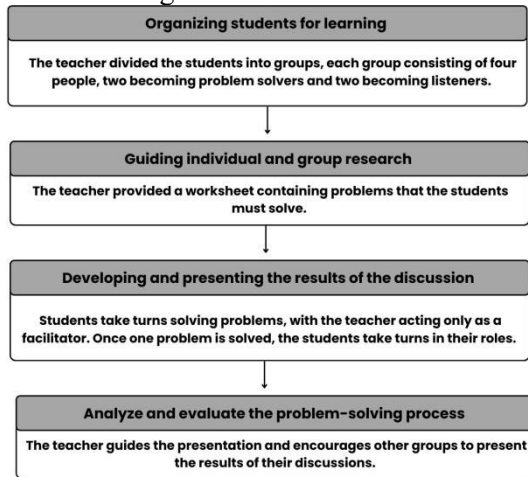 Organizing students for learning
The teacher divided the students into groups, each group consisting of four
people, two becoming problem solvers and two becoming listeners.
Guiding individual and group research
The teacher provided a worksheet containing problems that the students
must solve.
Developing and presenting the results of the discussion
Students take turns solving problems, with the teacher acting only as a
facilitator. Once one problem is solved, the students take turns in their roles.
Analyze and evaluate the problem-solving process
The teacher guides the presentation and encourages other groups to present
the results of their discussions.